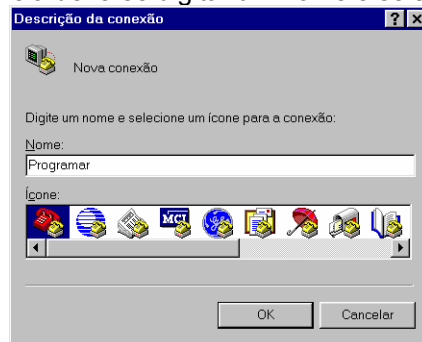 Descrição da conexão
Nova conexão
Digite um nome e selecione um ícone para a conexão:
Nome:
Programar
Ícone:
MCI
OK Cancelar